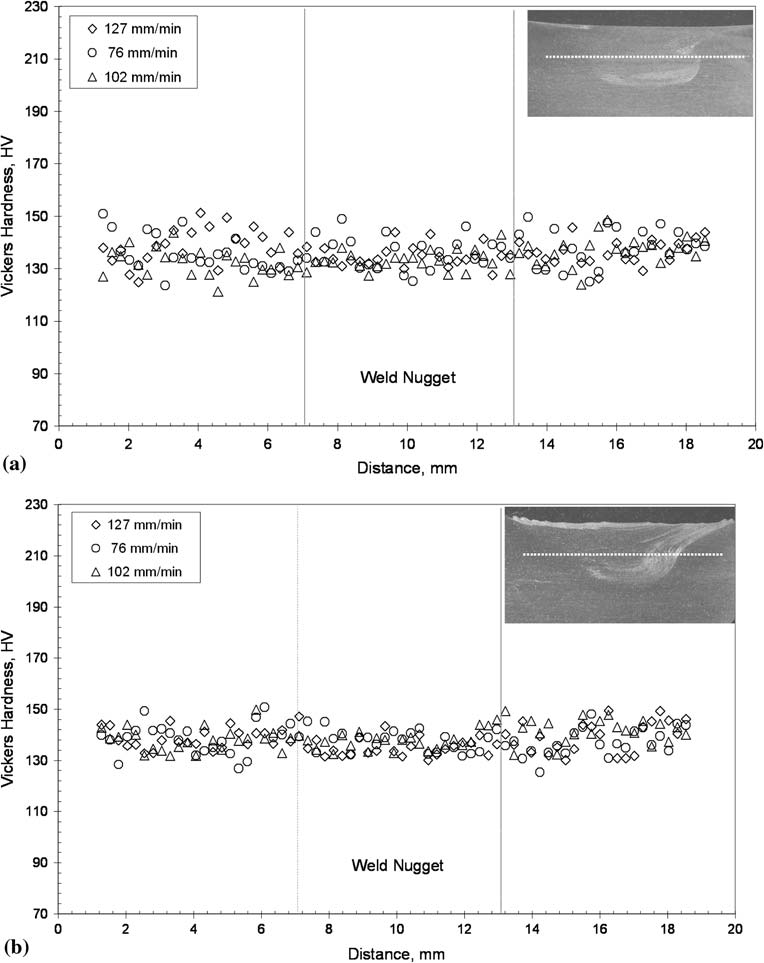 230
210
190
170
150
130
110
90
70
Vickers Hardness, HV
127 mm/min
76 mm/min
102 mm/min
Weld Nugget
0 2 4 6 8 10 12 14 16 18 20
Distance, mm
(a)
230
210
190
170
150
130
110
90
70
Vickers Hardness, HV
127 mm/min
76 mm/min
102 mm/min
Weld Nugget
0 2 4 6 8 10 12 14 16 18 20
Distance, mm
(b)